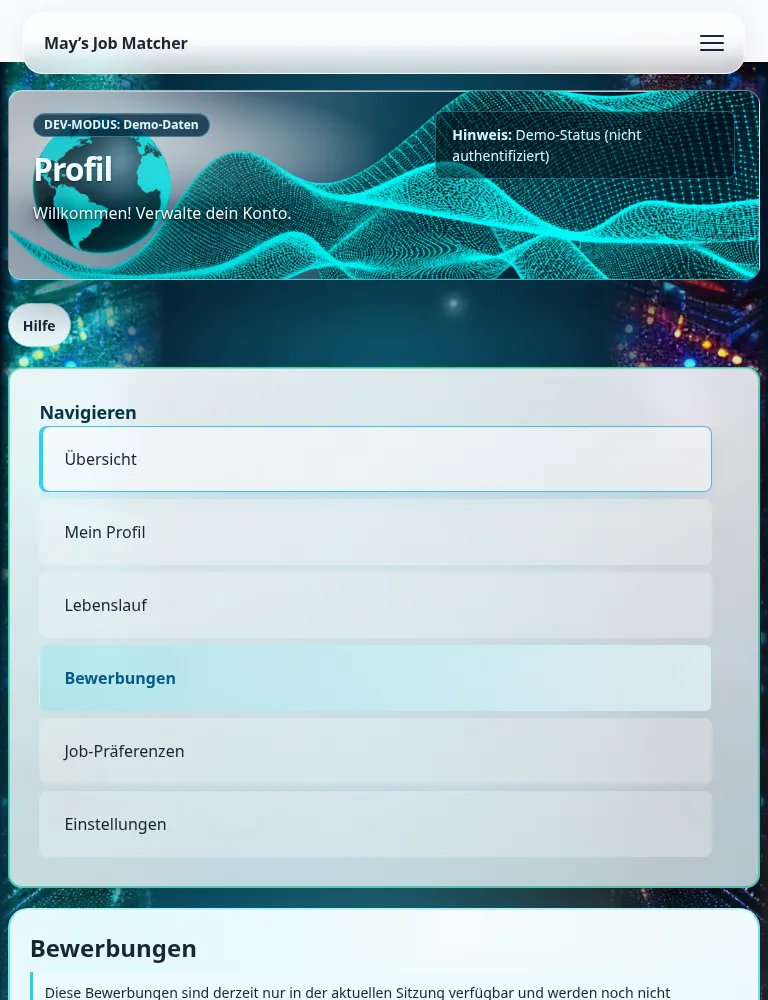 May’s Job Matcher
DEV-MODUS: Demo-Daten
Profil
Willkommen! Verwalte dein Konto.
Hinweis: Demo-Status (nicht
authentifiziert)
Hilfe
Navigieren
Übersicht
Mein Profil
Lebenslauf
Bewerbungen
Job-Präferenzen
Einstellungen
Bewerbungen
Diese Bewerbungen sind derzeit nur in der aktuellen Sitzung verfügbar und werden noch nicht